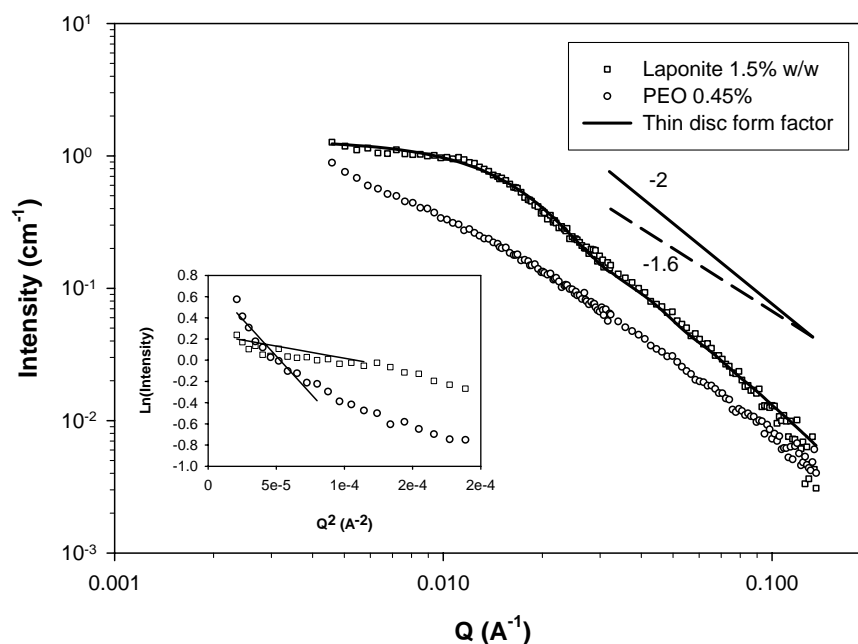 10¹
Laponite 1.5% w/w
PEO 0.45%
Thin disc form factor
10⁰
-2
-1.6
Intensity (cm⁻¹)
10⁻¹
0.8
0.6
0.4
0.2
0.0
-0.2
-0.4
-0.6
-0.8
-1.0
Ln(Intensity)
0 5e-5 1e-4 2e-4 2e-4
Q² (A⁻²)
10⁻²
10⁻³
0.001 0.010 0.100
Q (A⁻¹)